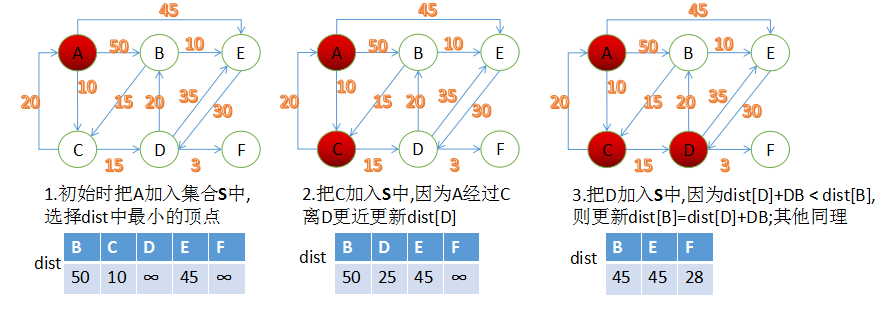 45
A
50
B
10
E
10
20
15
20
35
30
C
D
F
15
3
1.初始时把A加入集合S中,
选择dist中最小的顶点
dist
B C D E F
50 10 ∞ 45 ∞
45
A
50
B
10
E
10
20
15
20
35
30
C
D
F
15
3
2.把C加入S中,因为A经过C
离D更近更新dist[D]
dist
B D E F
50 25 45 ∞
45
A
50
B
10
E
10
20
15
20
35
30
C
D
F
15
3
3.把D加入S中,因为dist[D]+DB < dist[B],
则更新dist[B]=dist[D]+DB;其他同理
dist
B E F
45 45 28